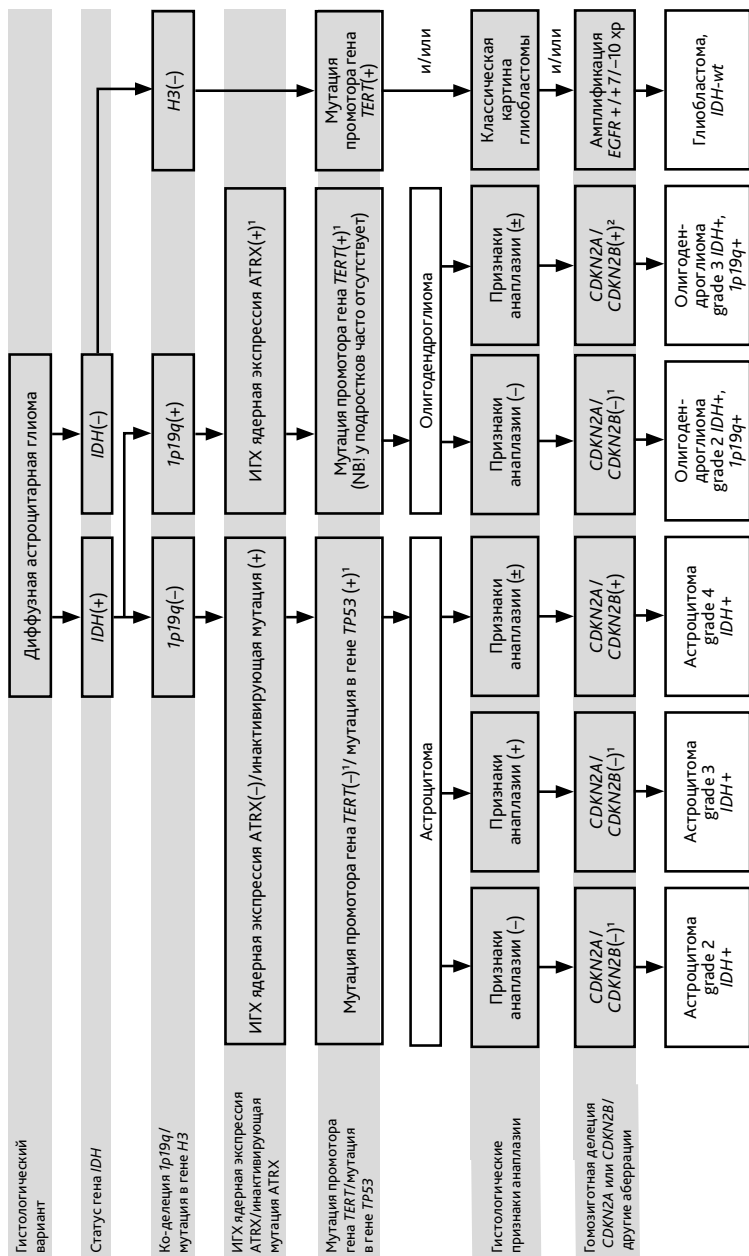 Гистологический
вариант
Диффузная астроцитарная глиома
Статус гена IDH
IDH(+)
IDH(–)
Ко-делеция 1p19q/
мутация в гене H3
1p19q(–)
1p19q(+)
H3(–)
ИГХ ядерная экспрессия
ATRX/инактивирующая
мутация ATRX
ИГХ ядерная экспрессия ATRX(–)/инактивирующая мутация (+)
ИГХ ядерная экспрессия ATRX(+)¹
Мутация промотора
гена TERT/мутация
в гене TP53
Мутация промотора гена TERT(–)¹/мутация в гене TP53 (+)¹
Мутация промотора гена TERT(+)¹
(NB! у подростков часто отсутствует)
Мутация
промотора гена
TERT(+)
Астроцитома
Олигодендроглиома
и/или
Гистологические
признаки анаплазии
Признаки
анаплазии (–)
Признаки
анаплазии (+)
Признаки
анаплазии (±)
Признаки
анаплазии (–)
Признаки
анаплазии (±)
Классическая
картина
глиобластомы
и/или
Гомозиготная делеция
CDKN2A или CDKN2B/
другие аберрации
CDKN2A/
CDKN2B(–)¹
CDKN2A/
CDKN2B(–)¹
CDKN2A/
CDKN2B(+)
CDKN2A/
CDKN2B(–)¹
CDKN2A/
CDKN2B(+)²
Амплификация
EGFR +/+7/–10 хр
Астроцитома
grade 2
IDH+
Астроцитома
grade 3
IDH+
Астроцитома
grade 4
IDH+
Олигоден-
дроглиома
grade 2 IDH+,
1p19q+
Олигоден-
дроглиома
grade 3 IDH+,
1p19q+
Глиобластома,
IDH-wt